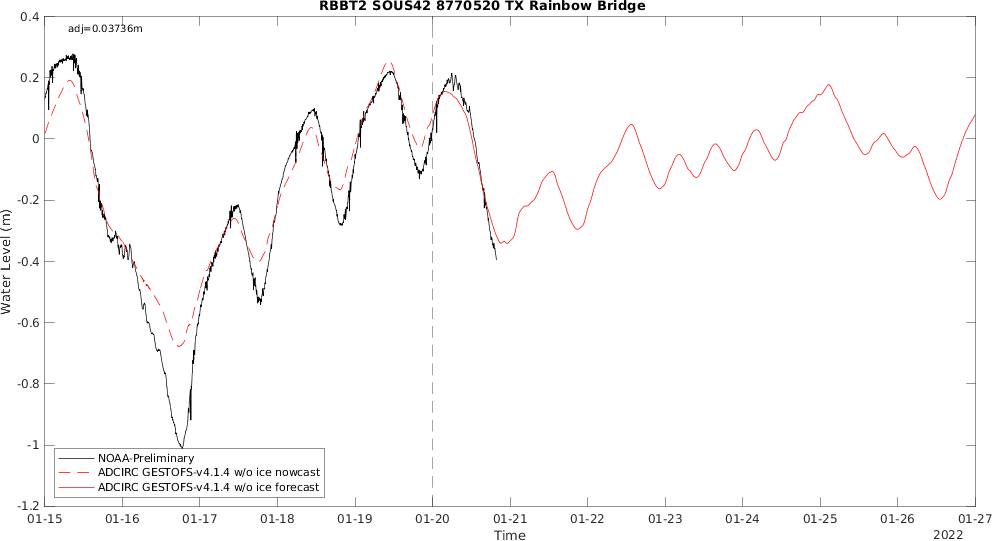 RBBT2 SOUS42 8770520 TX Rainbow Bridge
adj=0.03736m
0.4
0.2
0
-0.2
-0.4
-0.6
-0.8
-1
-1.2
Water Level (m)
NOAA-Preliminary
ADCIRC GESTOFS-v4.1.4 w/o ice nowcast
ADCIRC GESTOFS-v4.1.4 w/o ice forecast
01-15 01-16 01-17 01-18 01-19 01-20 01-21 01-22 01-23 01-24 01-25 01-26 01-27
Time
2022